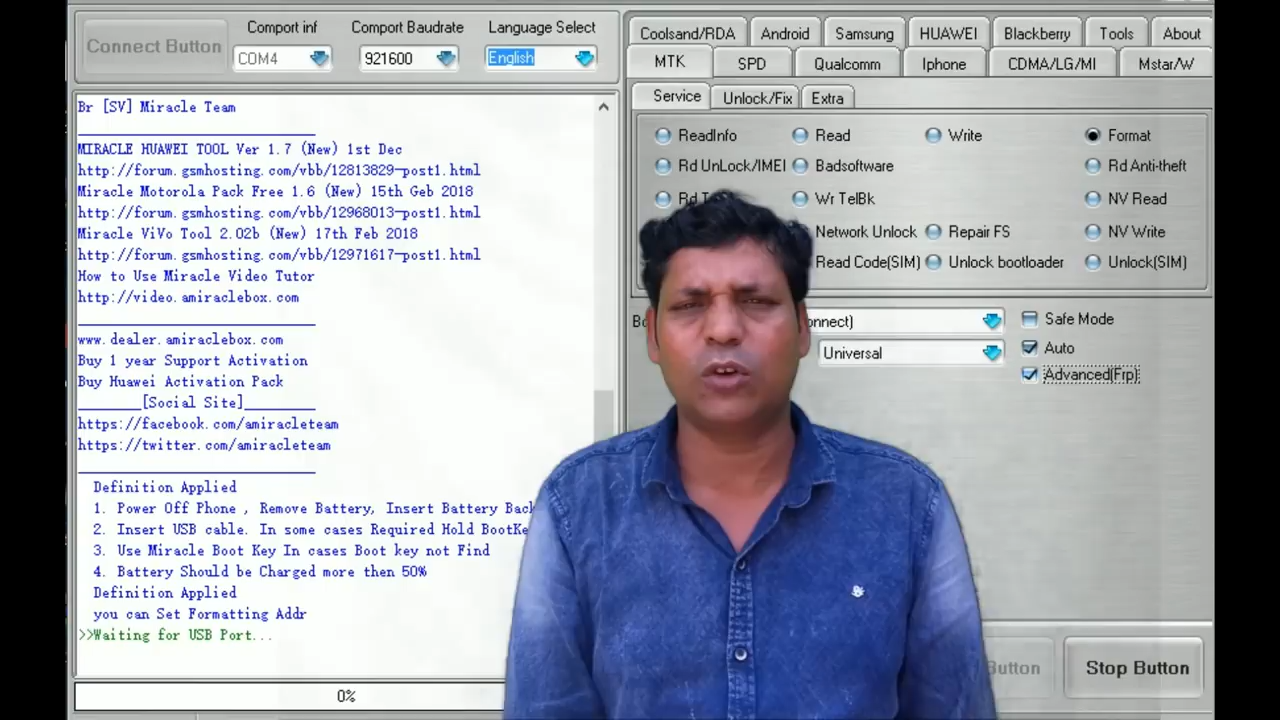 Connect Button
Comport inf
Comport Baudrate
Language Select
COM4
921600
English
Coolsand/RDA
Android
Samsung
HUAWEI
Blackberry
Tools
About
MTK
SPD
Qualcomm
Iphone
CDMA/LG/MI
Mstar/W
Service
Unlock/Fix
Extra
ReadInfo
Read
Write
Format
Rd UnLock/IMEI
Badsoftware
Rd Anti-theft
Rd
Wr TelBk
NV Read
Network Unlock
Repair FS
NV Write
Read Code(SIM)
Unlock bootloader
Unlock(SIM)
onnect)
Safe Mode
Universal
Auto
Advanced(Frp)
Br [SV] Miracle Team
MIRACLE HUAWEI TOOL Ver 1.7 (New) 1st Dec
http://forum.gsmhosting.com/vbb/12813829-post1.html
Miracle Motorola Pack Free 1.6 (New) 15th Geb 2018
http://forum.gsmhosting.com/vbb/12968013-post1.html
Miracle ViVo Tool 2.02b (New) 17th Feb 2018
http://forum.gsmhosting.com/vbb/12971617-post1.html
How to Use Miracle Video Tutor
http://video.amiraclebox.com
www.dealer.amiraclebox.com
Buy 1 year Support Activation
Buy Huawei Activation Pack
________[Social Site]_________
https://facebook.com/amiracleteam
https://twitter.com/amiracleteam
Definition Applied
1. Power Off Phone , Remove Battery, Insert Battery Back
2. Insert USB cable. In some cases Required Hold BootKe
3. Use Miracle Boot Key In cases Boot key not Find
4. Battery Should be Charged more then 50%
Definition Applied
you can Set Formatting Addr
>>Waiting for USB Port...
0%
Button
Stop Button